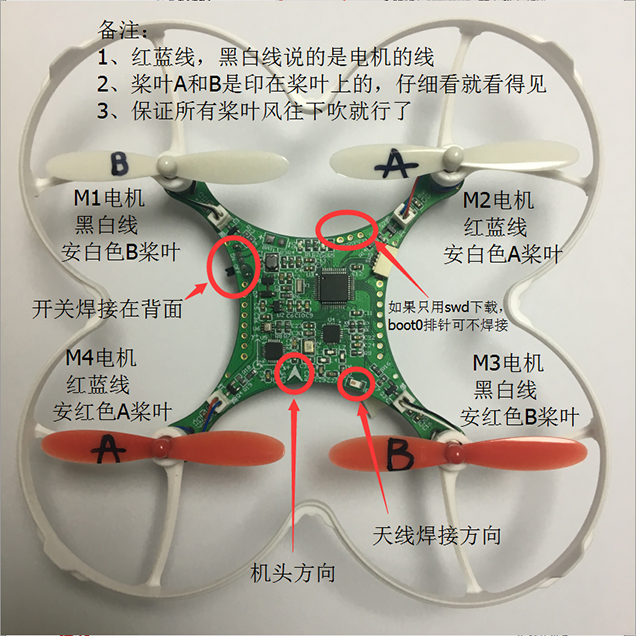 备注：
1、红蓝线，黑白线说的是电机的线
2、桨叶A和B是印在桨叶上的，仔细看就看得见
3、保证所有桨叶风往下吹就行了
B
A
M1电机
黑白线
安白色B桨叶
M2电机
红蓝线
安白色A桨叶
开关焊接在背面
如果只用swd下载，
boot0排针可不焊接
M4电机
红蓝线
安红色A桨叶
M3电机
黑白线
安红色B桨叶
A
B
天线焊接方向
机头方向